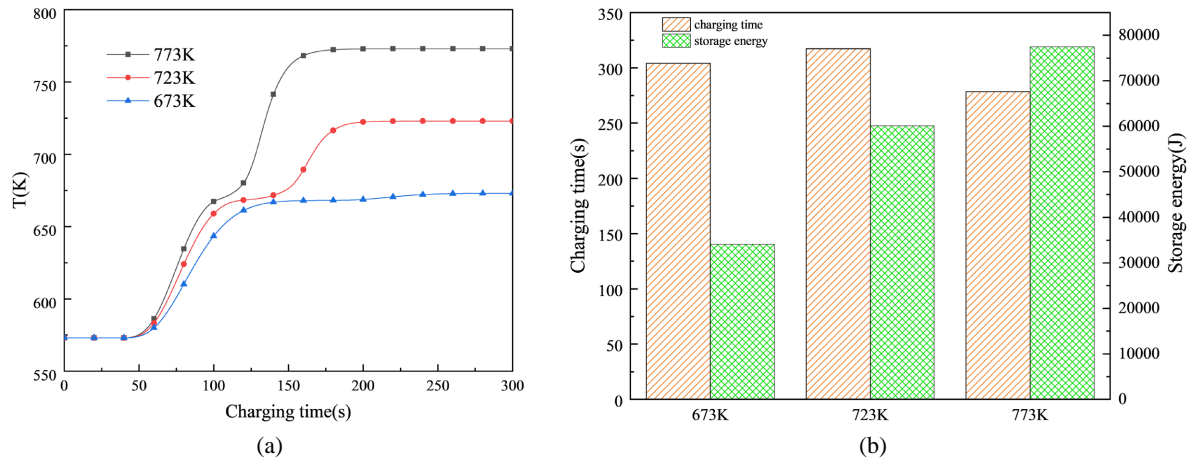 800
750
700
650
600
550
T(K)
773K
723K
673K
0
50
100
150
200
250
300
Charging time(s)
(a)
350
300
250
200
150
100
50
0
Charging time(s)
charging time
storage energy
80000
70000
60000
50000
40000
30000
20000
10000
0
Storage energy(J)
673K
723K
773K
(b)